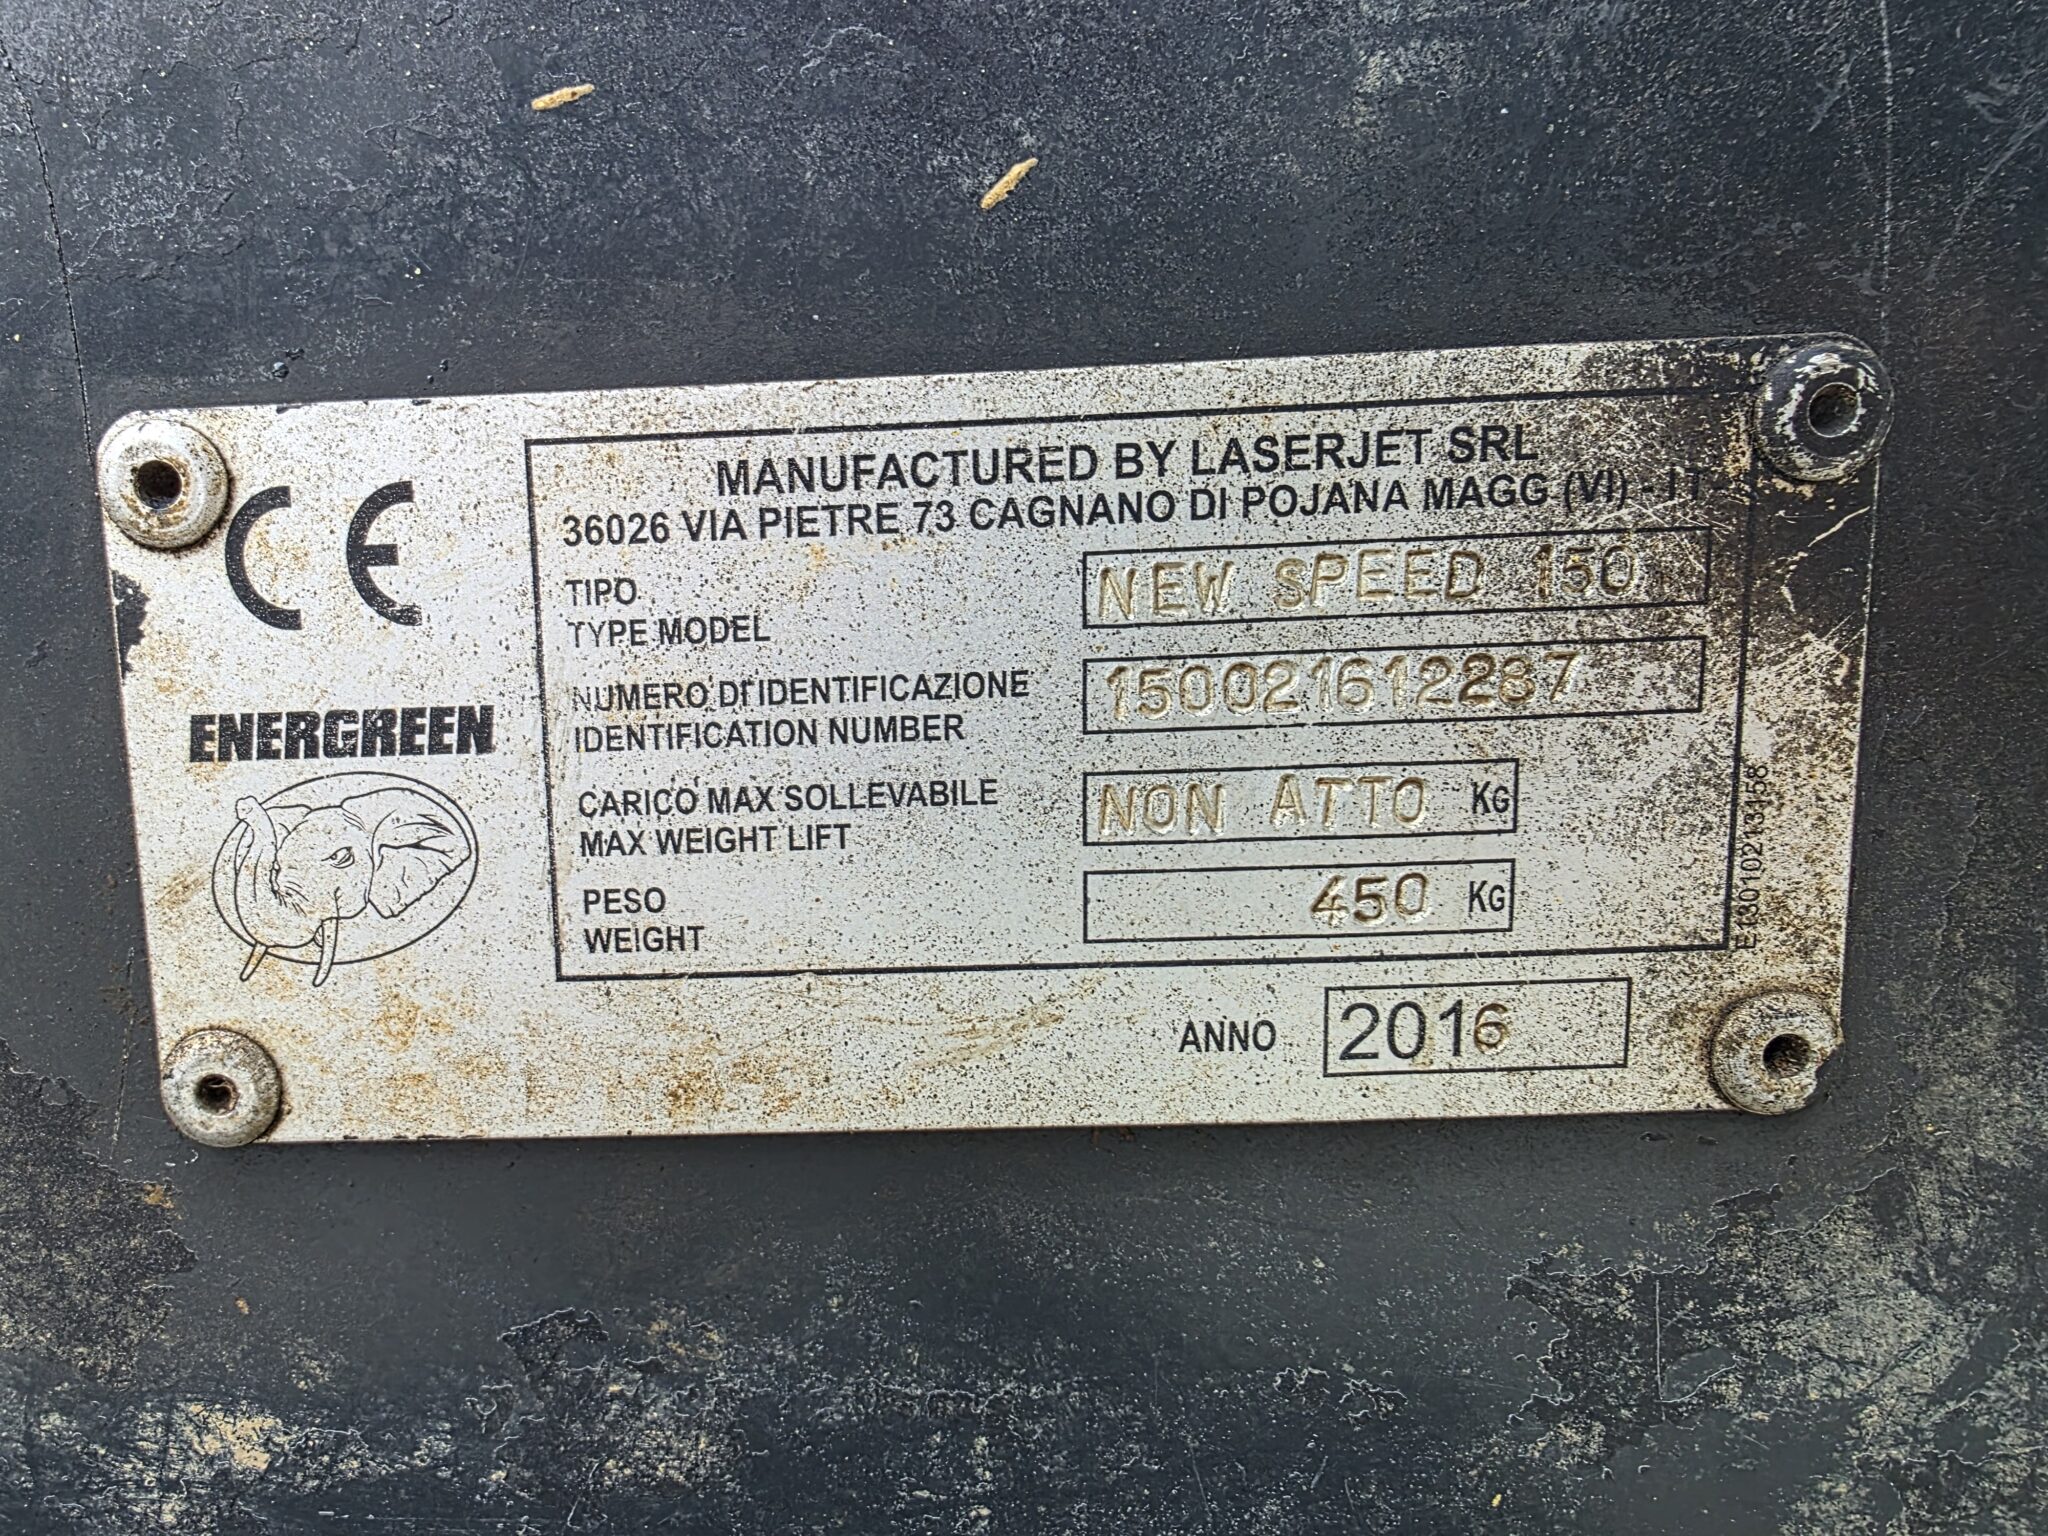 CE
ENERGREEN
MANUFACTURED BY LASERJET SRL
36026 VIA PIETRE 73 CAGNANO DI POJANA MAGG (VI) - IT-
TIPO
TYPE MODEL
NEW SPEED 150
NUMERO DI IDENTIFICAZIONE
IDENTIFICATION NUMBER
150021612287
CARICO MAX SOLLEVABILE
MAX WEIGHT LIFT
NON ATTO KG
PESO
WEIGHT
450 KG
ANNO 2016
E13010213158